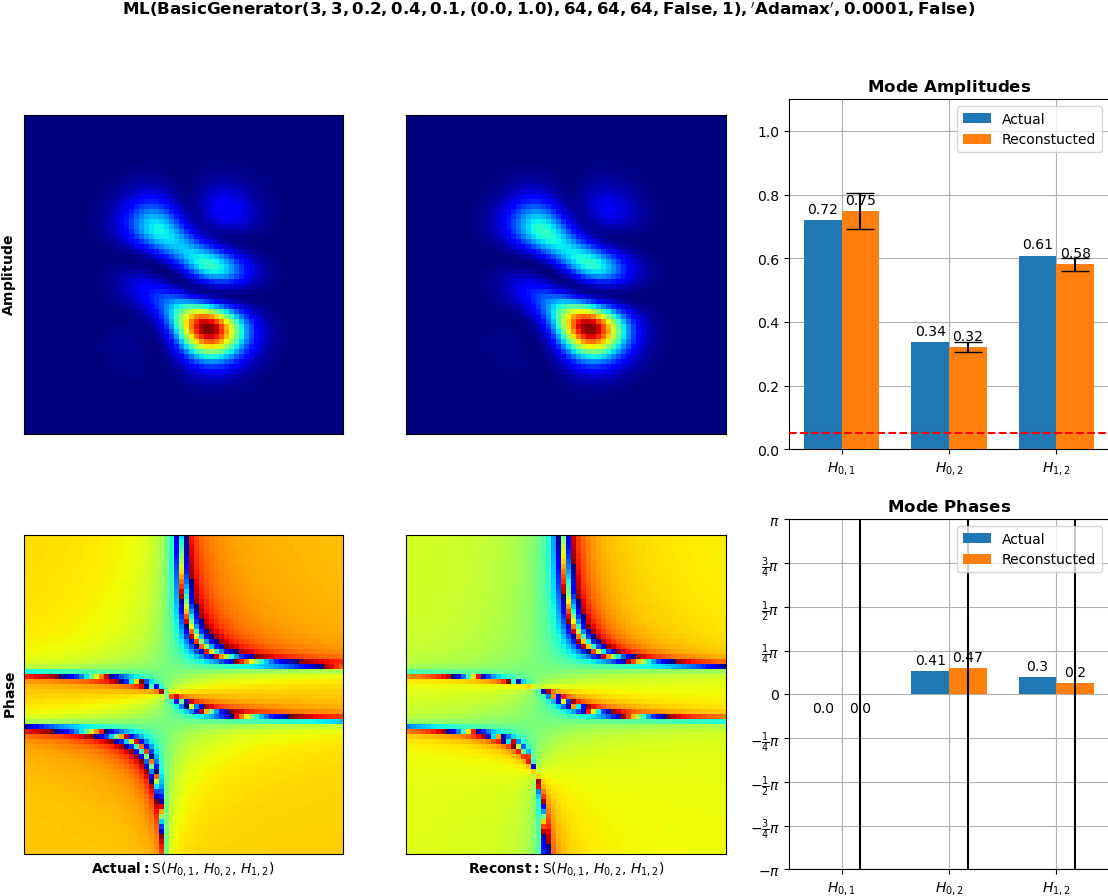 ML(BasicGenerator(3, 3, 0.2, 0.4, 0.1, (0.0, 1.0), 64, 64, 64, False, 1), 'Adamax', 0.0001, False)
Amplitude
Mode Amplitudes
Actual
Reconstucted
1.0
0.8
0.6
0.4
0.2
0.0
0.72
0.75
0.34
0.32
0.61
0.58
H0, 1
H0, 2
H1, 2
Phase
Actual: S(H0, 1, H0, 2, H1, 2)
Reconst: S(H0, 1, H0, 2, H1, 2)
Mode Phases
Actual
Reconstucted
π
3/4π
1/2π
1/4π
0
−1/4π
−1/2π
−3/4π
−π
0.0
0.0
0.41
0.47
0.3
0.2
H0, 1
H0, 2
H1, 2